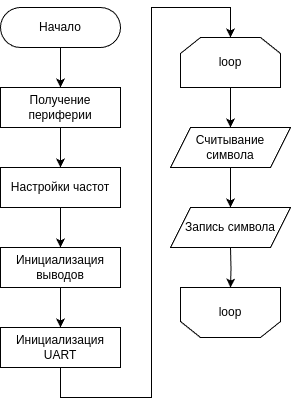 Начало
Получение
периферии
Настройки частот
Инициализация
выводов
Инициализация
UART
loop
Считывание
символа
Запись символа
loop